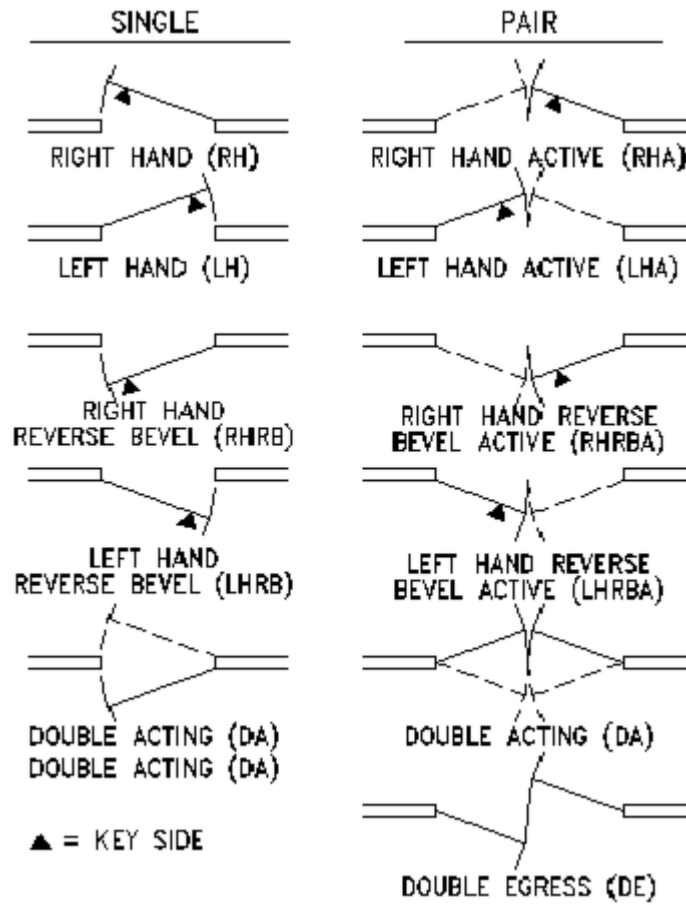 SINGLE
RIGHT HAND (RH)
LEFT HAND (LH)
RIGHT HAND
REVERSE BEVEL (RHRB)
LEFT HAND
REVERSE BEVEL (LHRB)
DOUBLE ACTING (DA)
DOUBLE ACTING (DA)
▲ = KEY SIDE
PAIR
RIGHT HAND ACTIVE (RHA)
LEFT HAND ACTIVE (LHA)
RIGHT HAND REVERSE
BEVEL ACTIVE (RHRBA)
LEFT HAND REVERSE
BEVEL ACTIVE (LHRBA)
DOUBLE ACTING (DA)
DOUBLE EGRESS (DE)